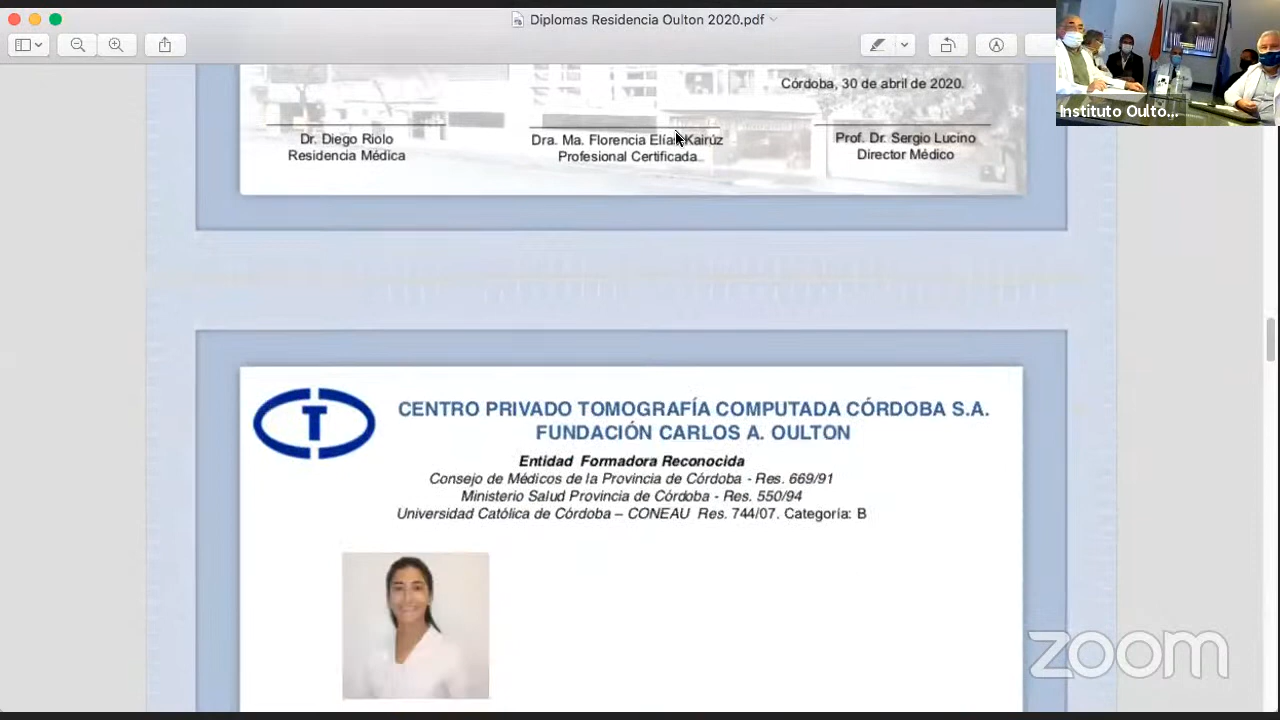 Diplomas Residencia Oulton 2020.pdf
Instituto Oulto...
Córdoba, 30 de abril de 2020.
Dr. Diego Riolo
Residencia Médica
Dra. Ma. Florencia Elías Kairúz
Profesional Certificada
Prof. Dr. Sergio Lucino
Director Médico
T
CENTRO PRIVADO TOMOGRAFÍA COMPUTADA CÓRDOBA S.A.
FUNDACIÓN CARLOS A. OULTON
Entidad Formadora Reconocida
Consejo de Médicos de la Provincia de Córdoba - Res. 669/91
Ministerio Salud Provincia de Córdoba - Res. 550/94
Universidad Católica de Córdoba – CONEAU Res. 744/07. Categoría: B
zoom